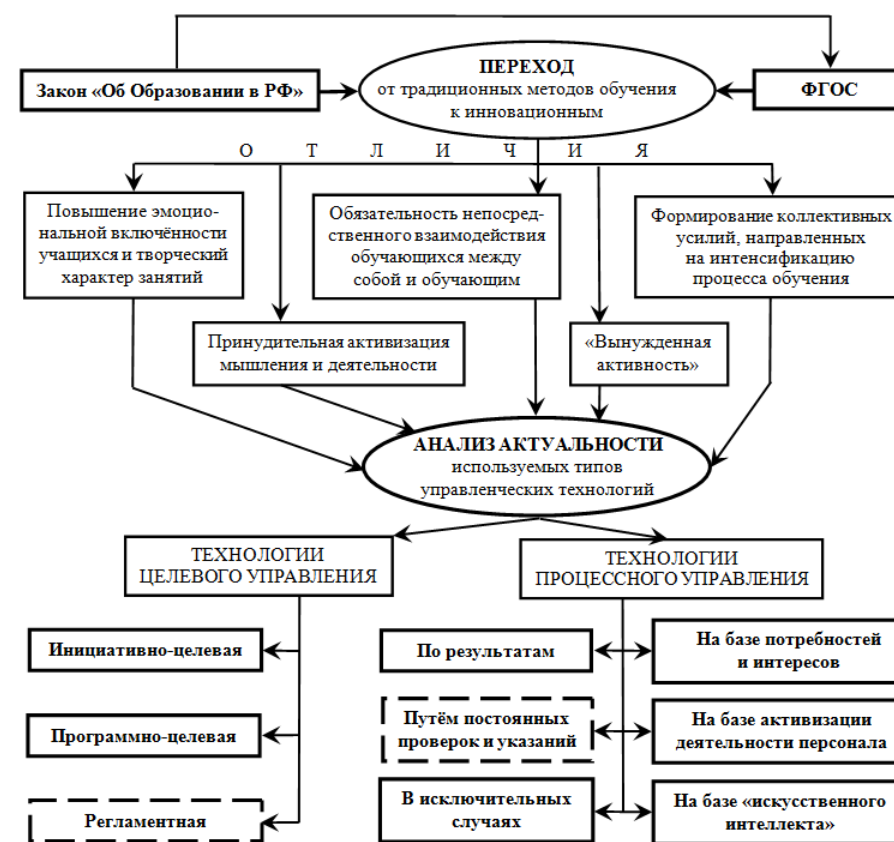 ПЕРЕХОД
от традиционных методов обучения
к инновационным
Закон «Об Образовании в РФ»
ФГОС
О Т Л И Ч И Я
Повышение эмоцио-
нальной включённости
учащихся и творческий
характер занятий
Обязательность непосред-
ственного взаимодействия
обучающихся между
собой и обучающим
Формирование коллективных
усилий, направленных
на интенсификацию
процесса обучения
Принудительная активизация
мышления и деятельности
«Вынужденная
активность»
АНАЛИЗ АКТУАЛЬНОСТИ
используемых типов
управленческих технологий
ТЕХНОЛОГИИ
ЦЕЛЕВОГО УПРАВЛЕНИЯ
ТЕХНОЛОГИИ
ПРОЦЕССНОГО УПРАВЛЕНИЯ
Инициативно-целевая
Программно-целевая
Регламентная
По результатам
Путём постоянных
проверок и указаний
В исключительных
случаях
На базе потребностей
и интересов
На базе активизации
деятельности персонала
На базе «искусственного
интеллекта»